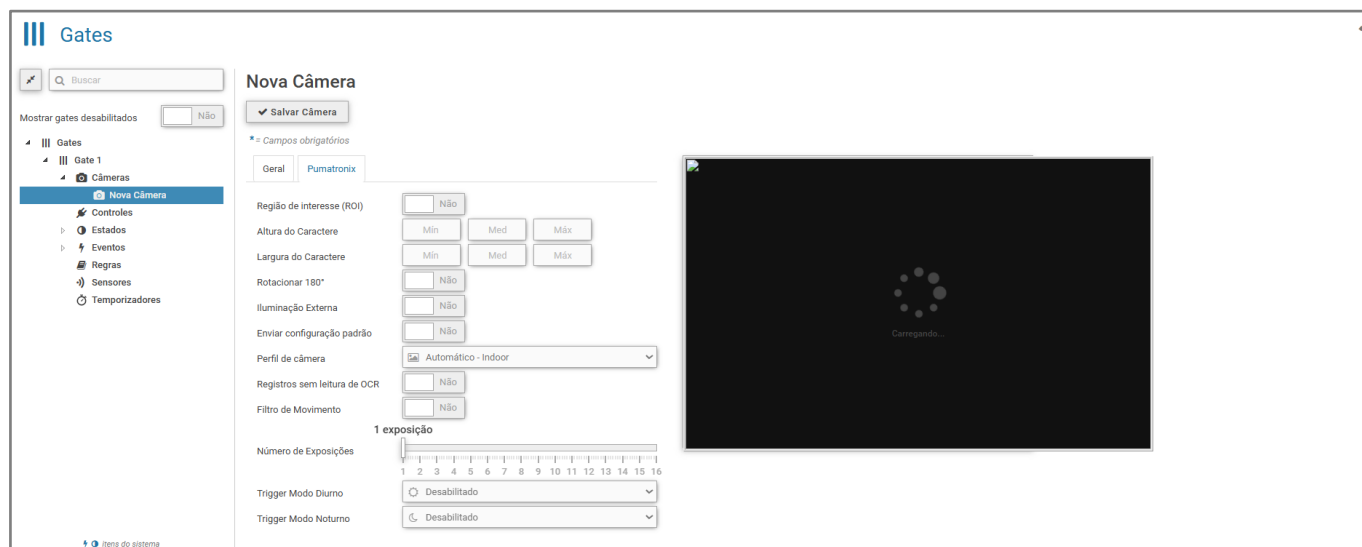 Gates
Buscar
Mostrar gates desabilitados Não
Gates
Gate 1
Câmeras
Nova Câmera
Controles
Estados
Eventos
Regras
Sensores
Temporizadores
itens do sistema
Nova Câmera
Salvar Câmera
* = Campos obrigatórios
Geral Pumatronix
Região de interesse (ROI) Não
Altura do Caractere Mín Med Máx
Largura do Caractere Mín Med Máx
Rotacionar 180° Não
Iluminação Externa Não
Enviar configuração padrão Não
Perfil de câmera Automático - Indoor
Registros sem leitura de OCR Não
Filtro de Movimento Não
1 exposição
Número de Exposições
1 2 3 4 5 6 7 8 9 10 11 12 13 14 15 16
Trigger Modo Diurno Desabilitado
Trigger Modo Noturno Desabilitado
Carregando...